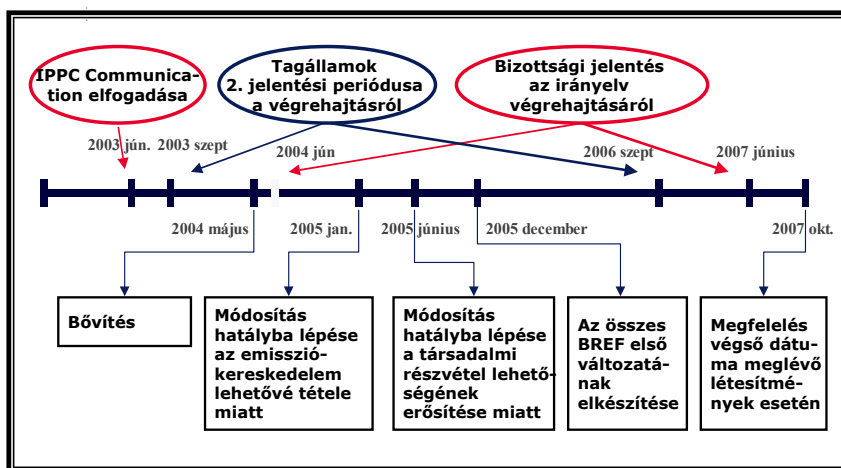 IPPC Communica-
tion elfogadása
Tagállamok
2. jelentési periódusa
a végrehajtásról
Bizottsági jelentés
az irányelv
végrehajtásáról
2003 jún.
2003 szept
2004 jún
2006 szept
2007 június
2004 május
2005 jan.
2005 június
2005 december
2007 okt.
Bővítés
Módosítás
hatályba lépése
az emisszió-
kereskedelem
lehetővé tétele
miatt
Módosítás
hatályba lépése
a társadalmi
részvétel lehető-
ségének
erősítése miatt
Az összes
BREF első
változatá-
nak
elkészítése
Megfelelés
végső dátu-
ma meglévő
létesítmé-
nyek esetén